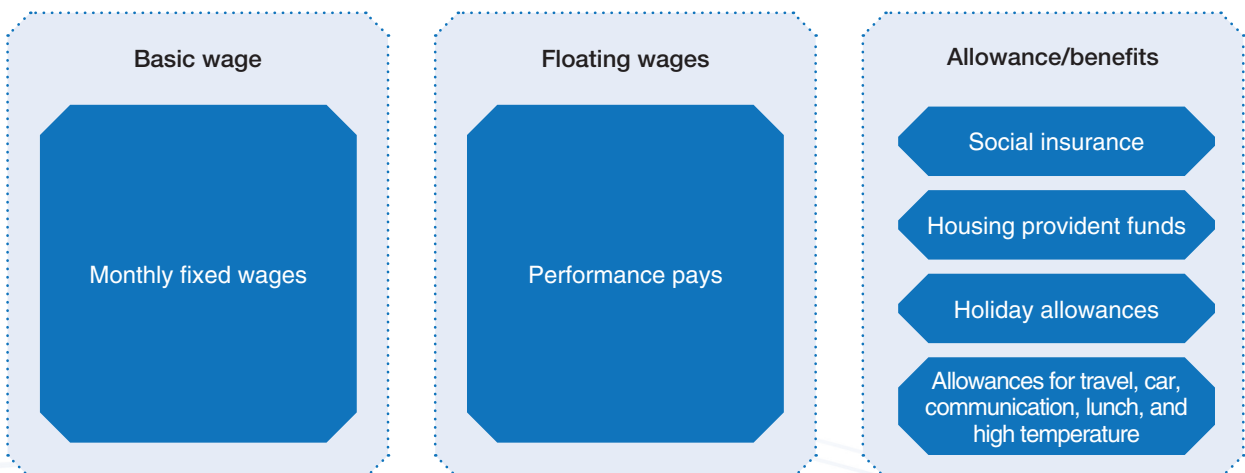 Basic wage
Monthly fixed wages
Floating wages
Performance pays
Allowance/benefits
Social insurance
Housing provident funds
Holiday allowances
Allowances for travel, car,
communication, lunch, and
high temperature